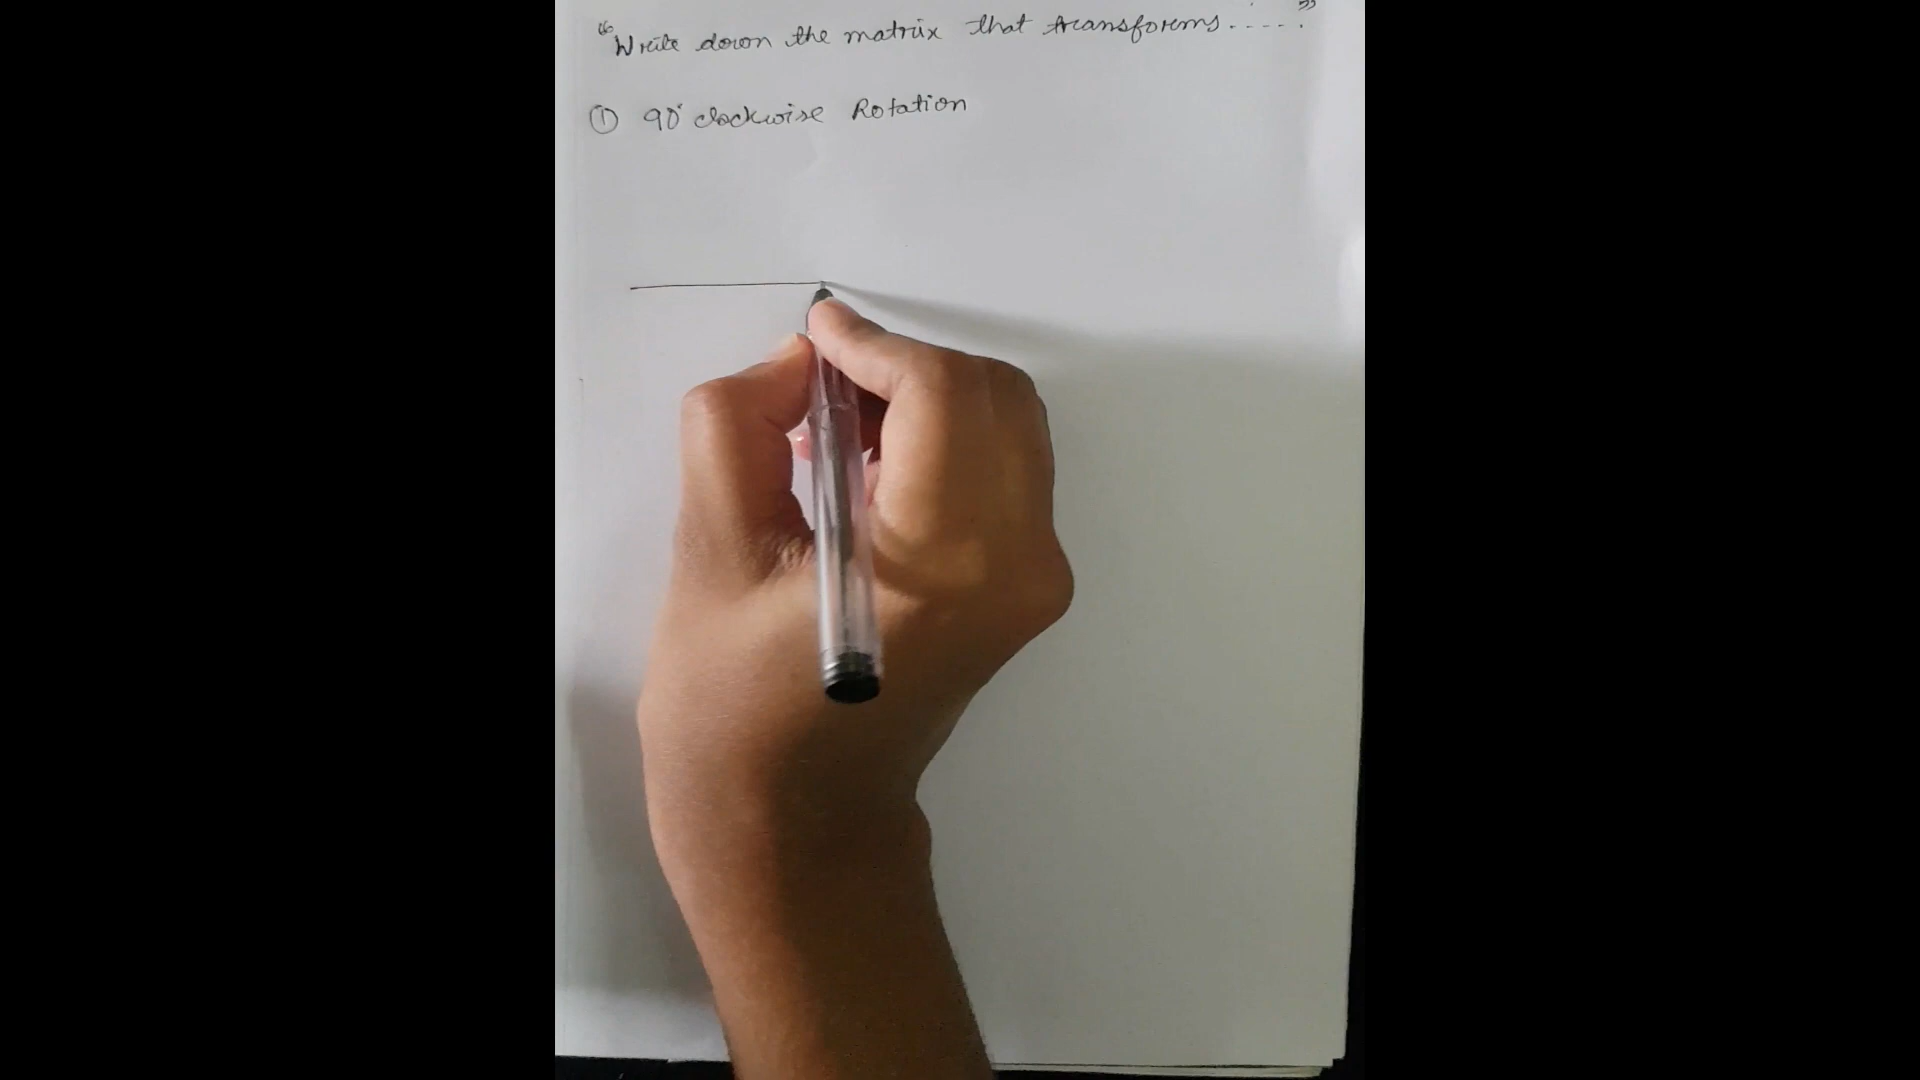 "Write down the matrix that transforms.....”
① 90° clockwise Rotation